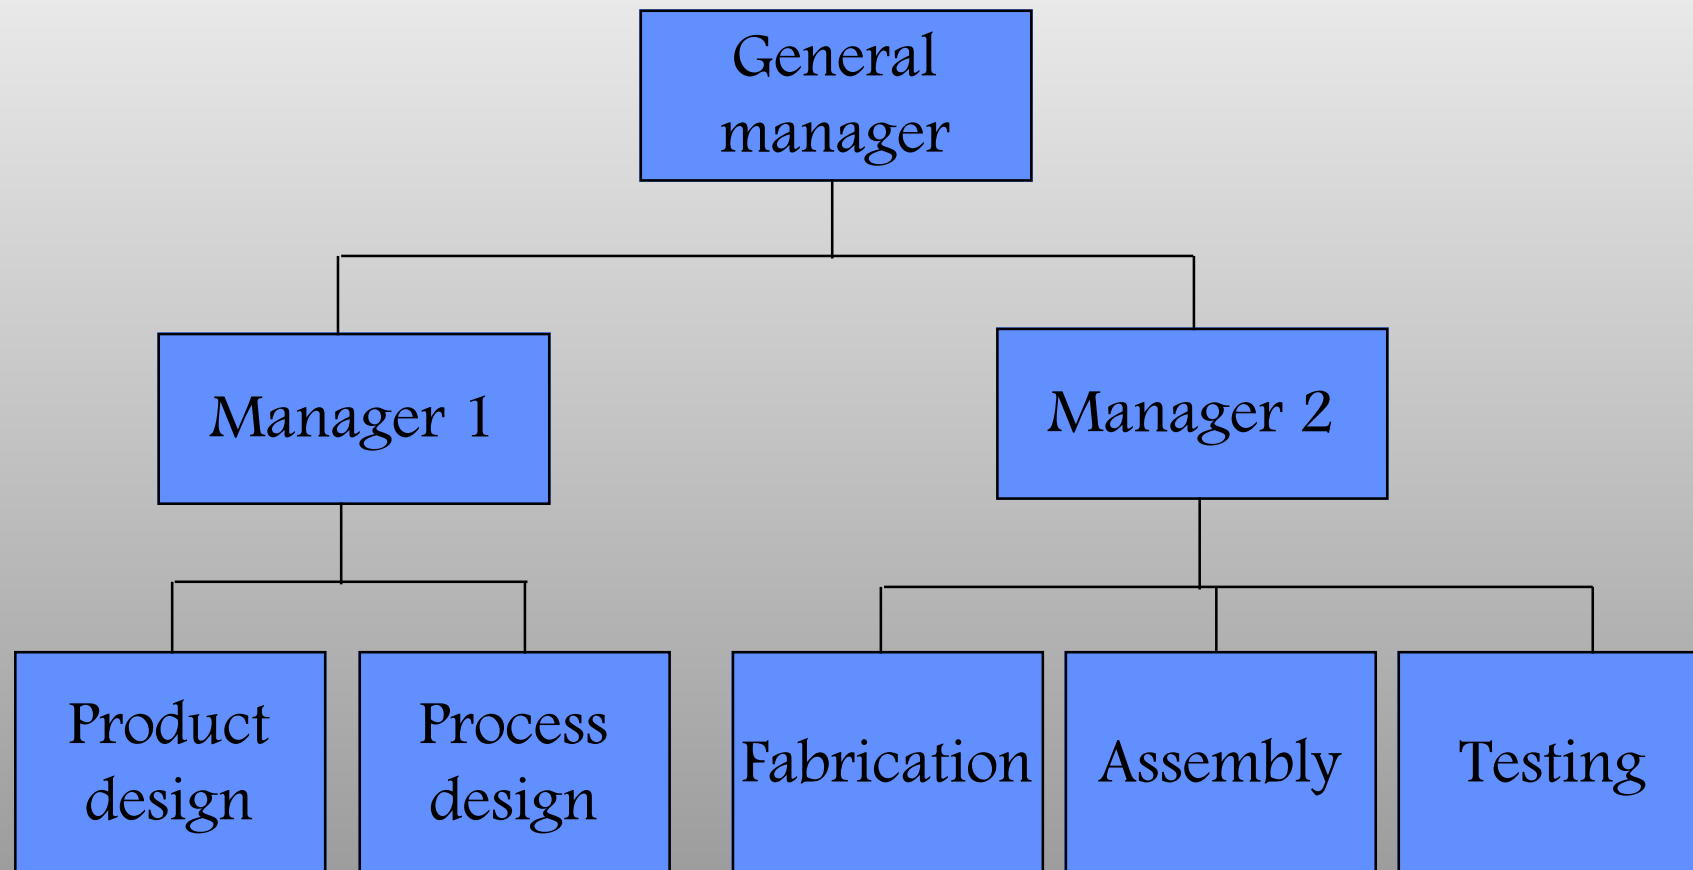 General
manager
Manager 1
Manager 2
Product
design
Process
design
Fabrication
Assembly
Testing